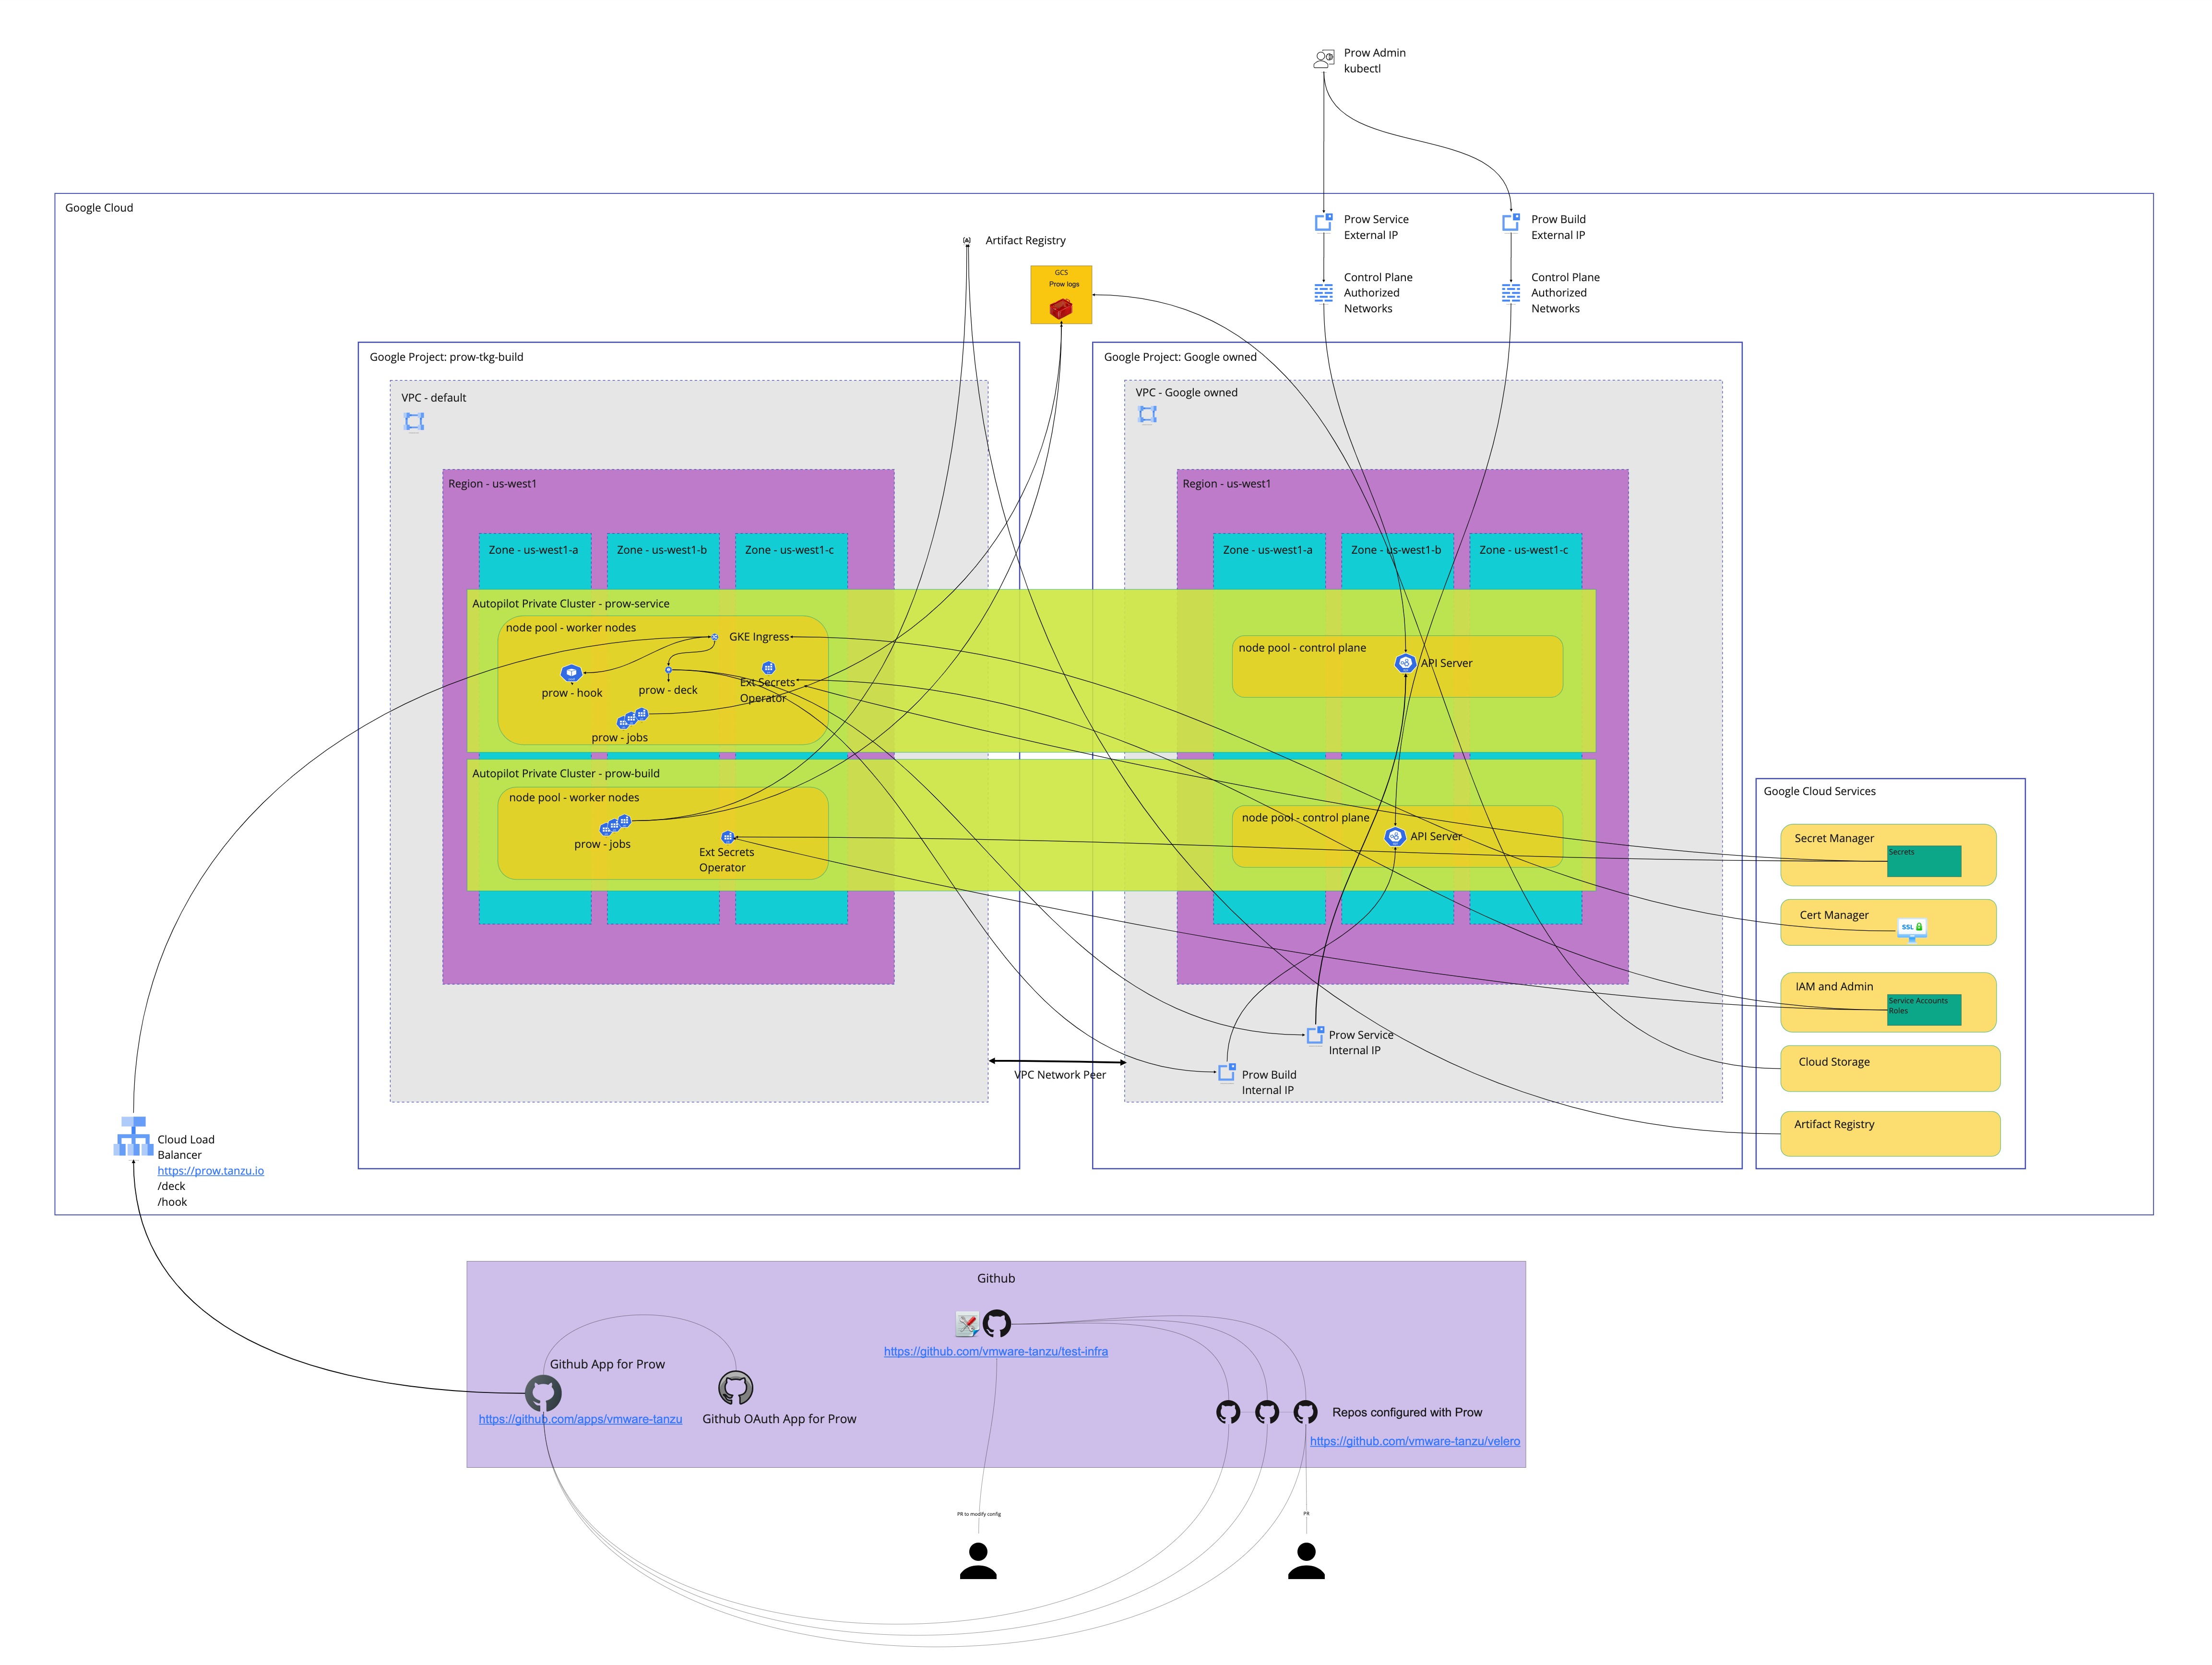 Prow Admin
kubectl
Google Cloud
Prow Service
External IP
Prow Build
External IP
Artifact Registry
GCS
Prow logs
Control Plane
Authorized
Networks
Control Plane
Authorized
Networks
Google Project: prow-tkg-build
Google Project: Google owned
VPC - default
VPC - Google owned
Region - us-west1
Region - us-west1
Zone - us-west1-a
Zone - us-west1-b
Zone - us-west1-c
Zone - us-west1-a
Zone - us-west1-b
Zone - us-west1-c
Autopilot Private Cluster - prow-service
node pool - worker nodes
GKE Ingress
prow - hook
prow - deck
Ext Secrets
Operator
prow - jobs
node pool - control plane
API Server
Autopilot Private Cluster - prow-build
node pool - worker nodes
prow - jobs
Ext Secrets
Operator
node pool - control plane
API Server
Google Cloud Services
Secret Manager
Secrets
Cert Manager
SSL
IAM and Admin
Service Accounts
Roles
Cloud Storage
Artifact Registry
Prow Service
Internal IP
VPC Network Peer
Prow Build
Internal IP
Cloud Load
Balancer
https://prow.tanzu.io
/deck
/hook
Github
https://github.com/vmware-tanzu/test-infra
Github App for Prow
https://github.com/apps/vmware-tanzu
Github OAuth App for Prow
Repos configured with Prow
https://github.com/vmware-tanzu/velero
PR to modify config
PR